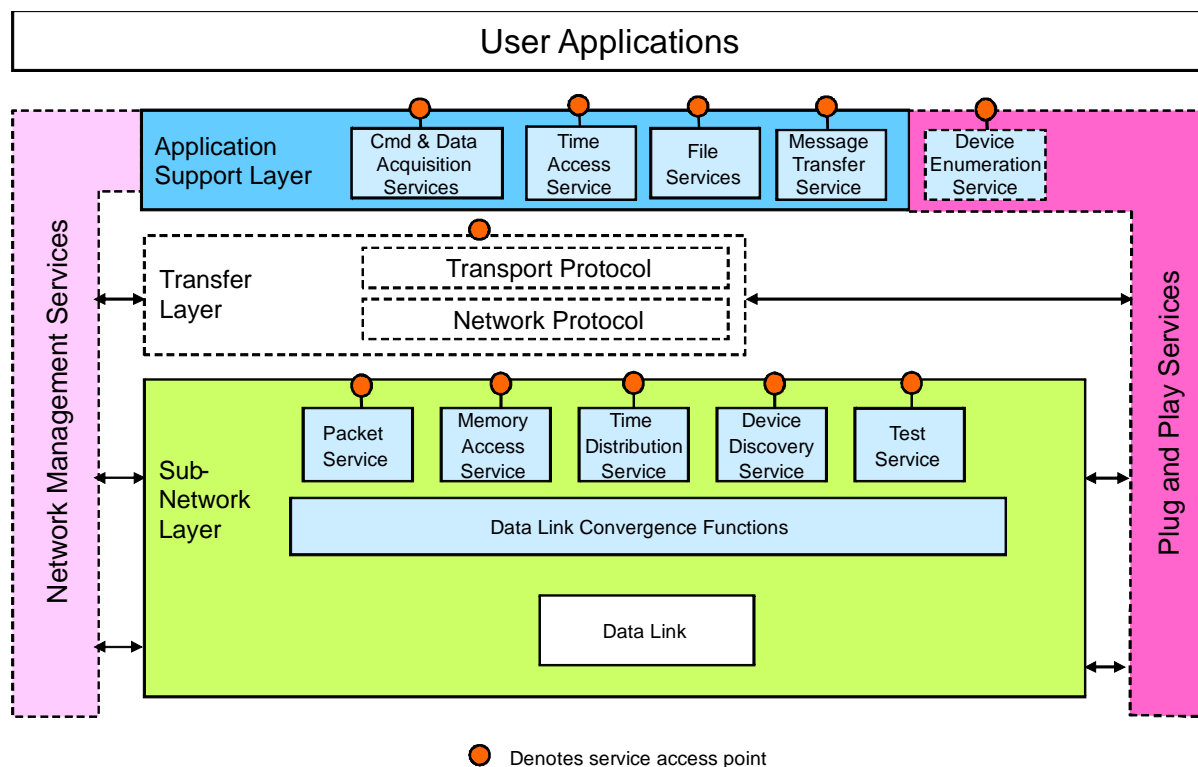 User Applications
Application
Support Layer
Cmd & Data
Acquisition
Services
Time
Access
Service
File
Services
Message
Transfer
Service
Device
Enumeration
Service
Network Management Services
Transfer
Layer
Transport Protocol
Network Protocol
Plug and Play Services
Sub-
Network
Layer
Packet
Service
Memory
Access
Service
Time
Distribution
Service
Device
Discovery
Service
Test
Service
Data Link Convergence Functions
Data Link
Denotes service access point